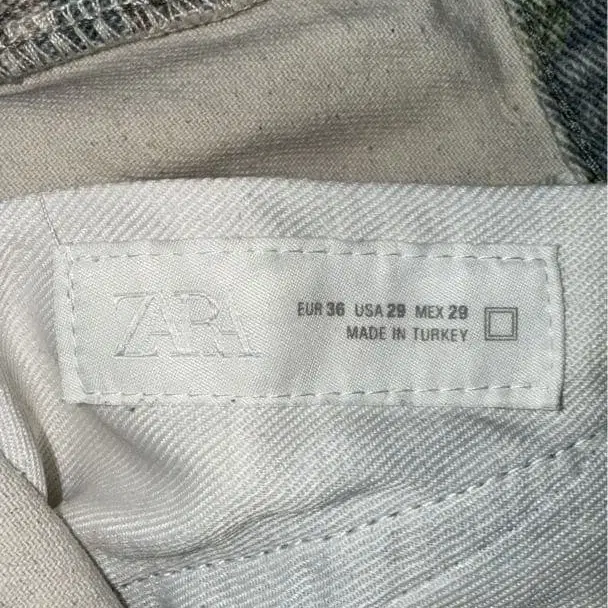 ZARA
EUR 36 USA 29 MEX 29
MADE IN TURKEY